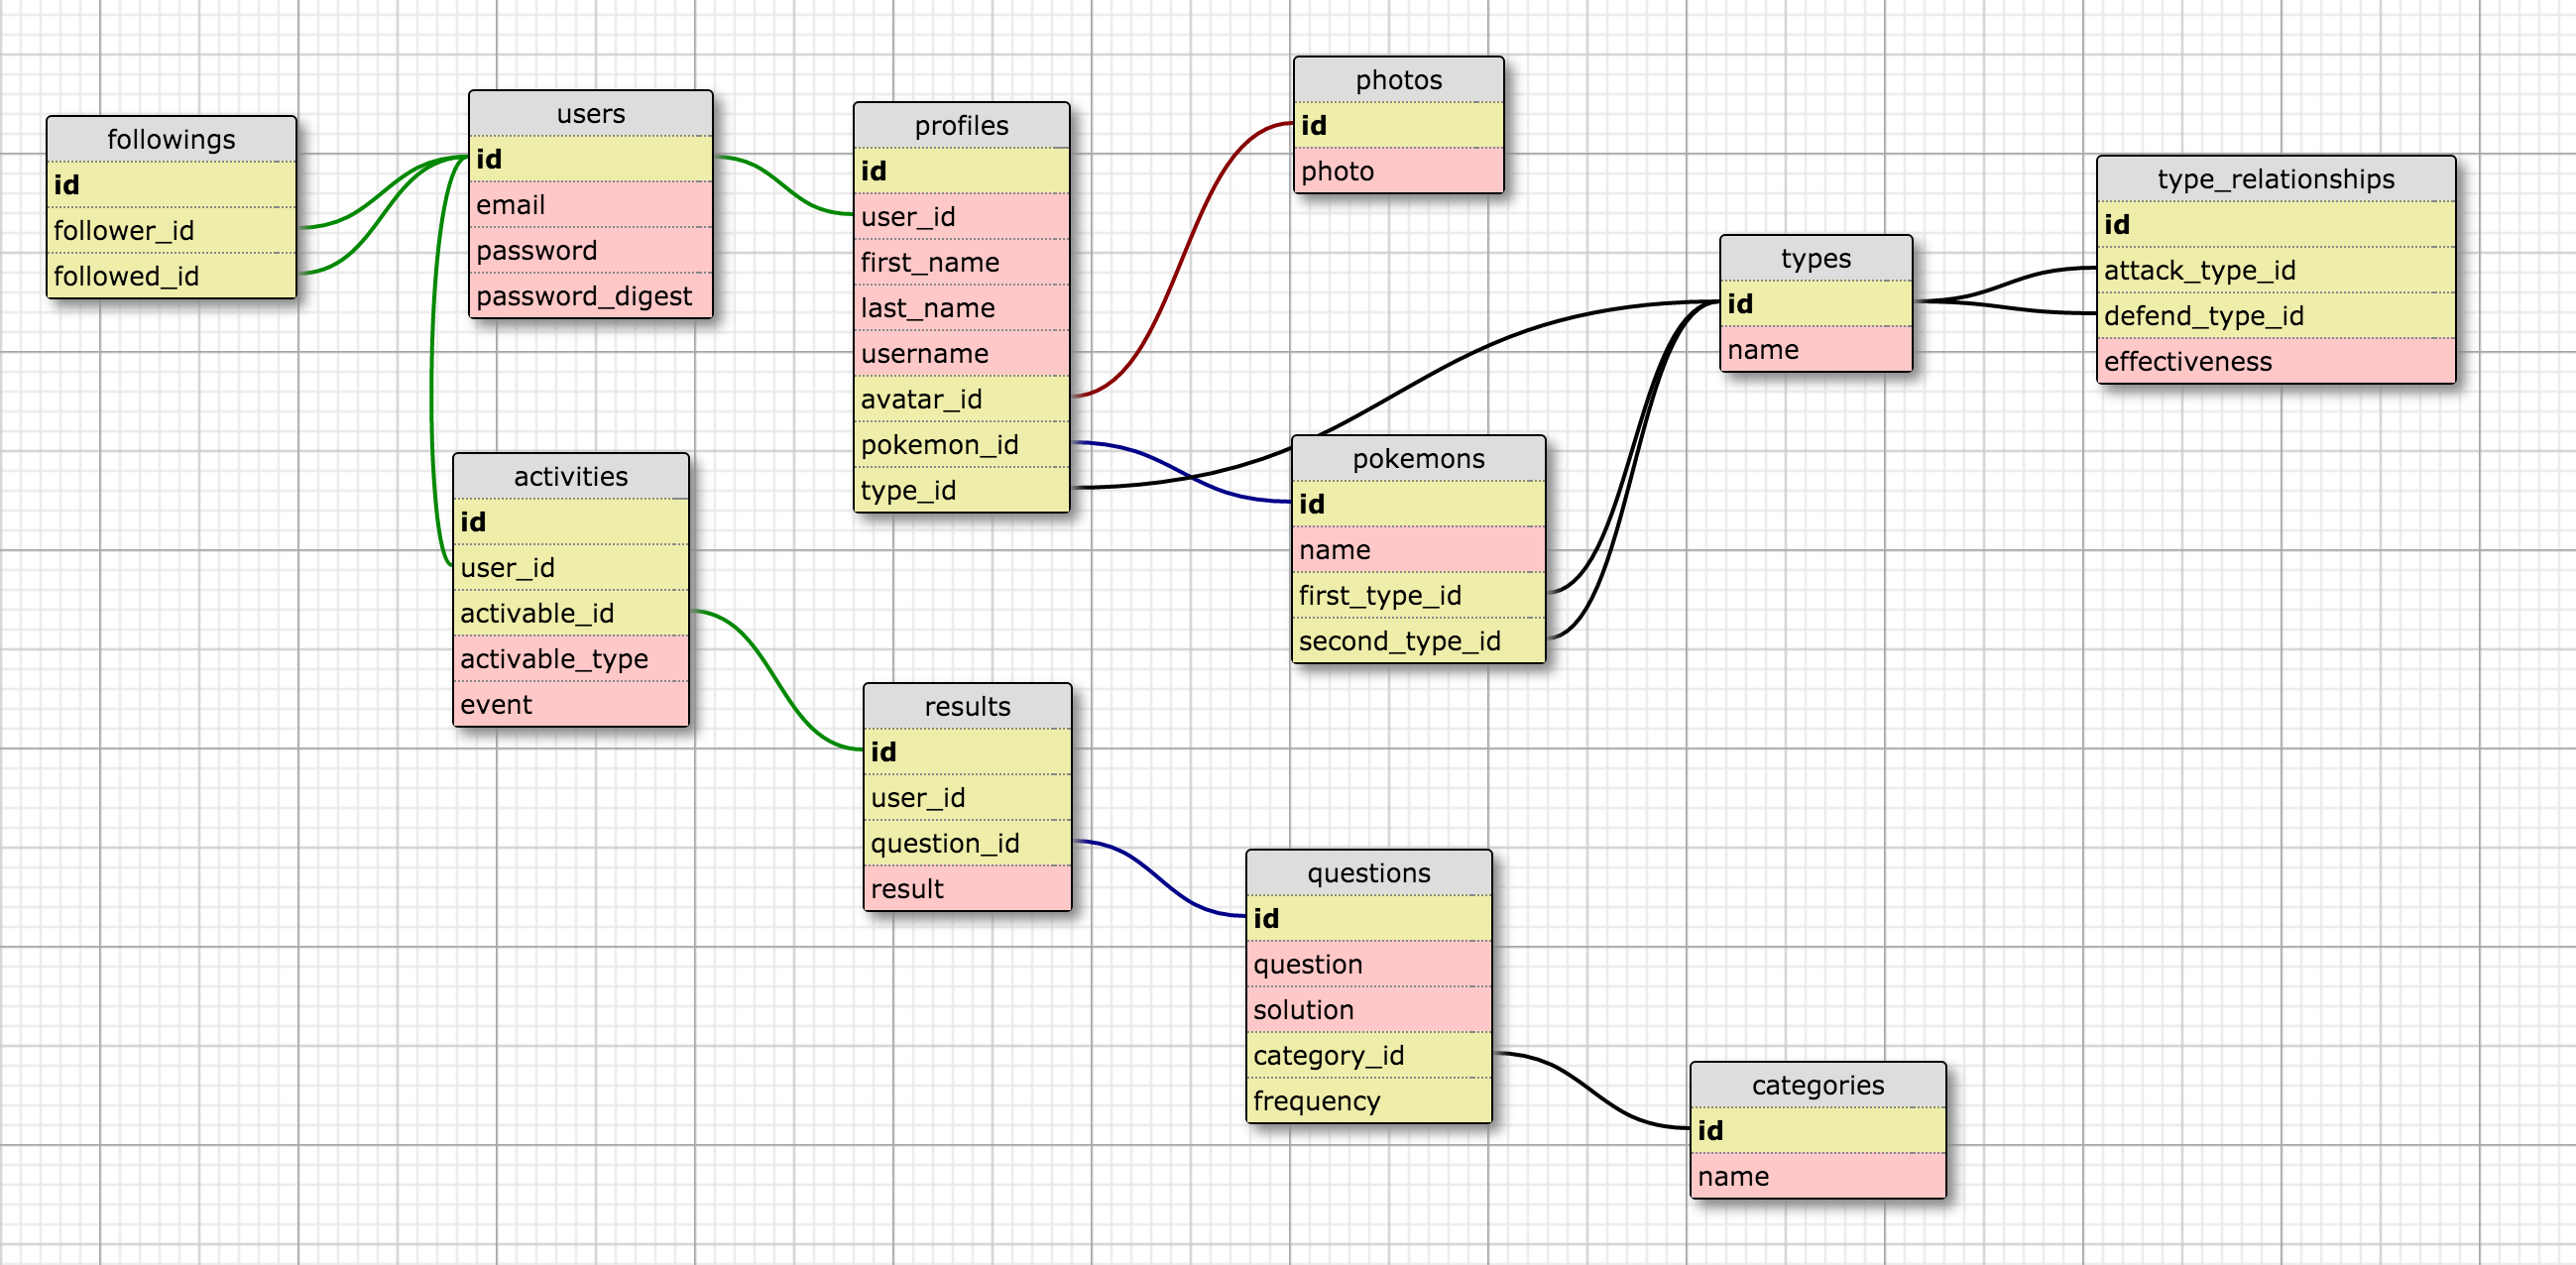 followings
id
follower_id
followed_id
users
id
email
password
password_digest
profiles
id
user_id
first_name
last_name
username
avatar_id
pokemon_id
type_id
photos
id
photo
types
id
name
type_relationships
id
attack_type_id
defend_type_id
effectiveness
activities
id
user_id
activable_id
activable_type
event
pokemons
id
name
first_type_id
second_type_id
results
id
user_id
question_id
result
questions
id
question
solution
category_id
frequency
categories
id
name